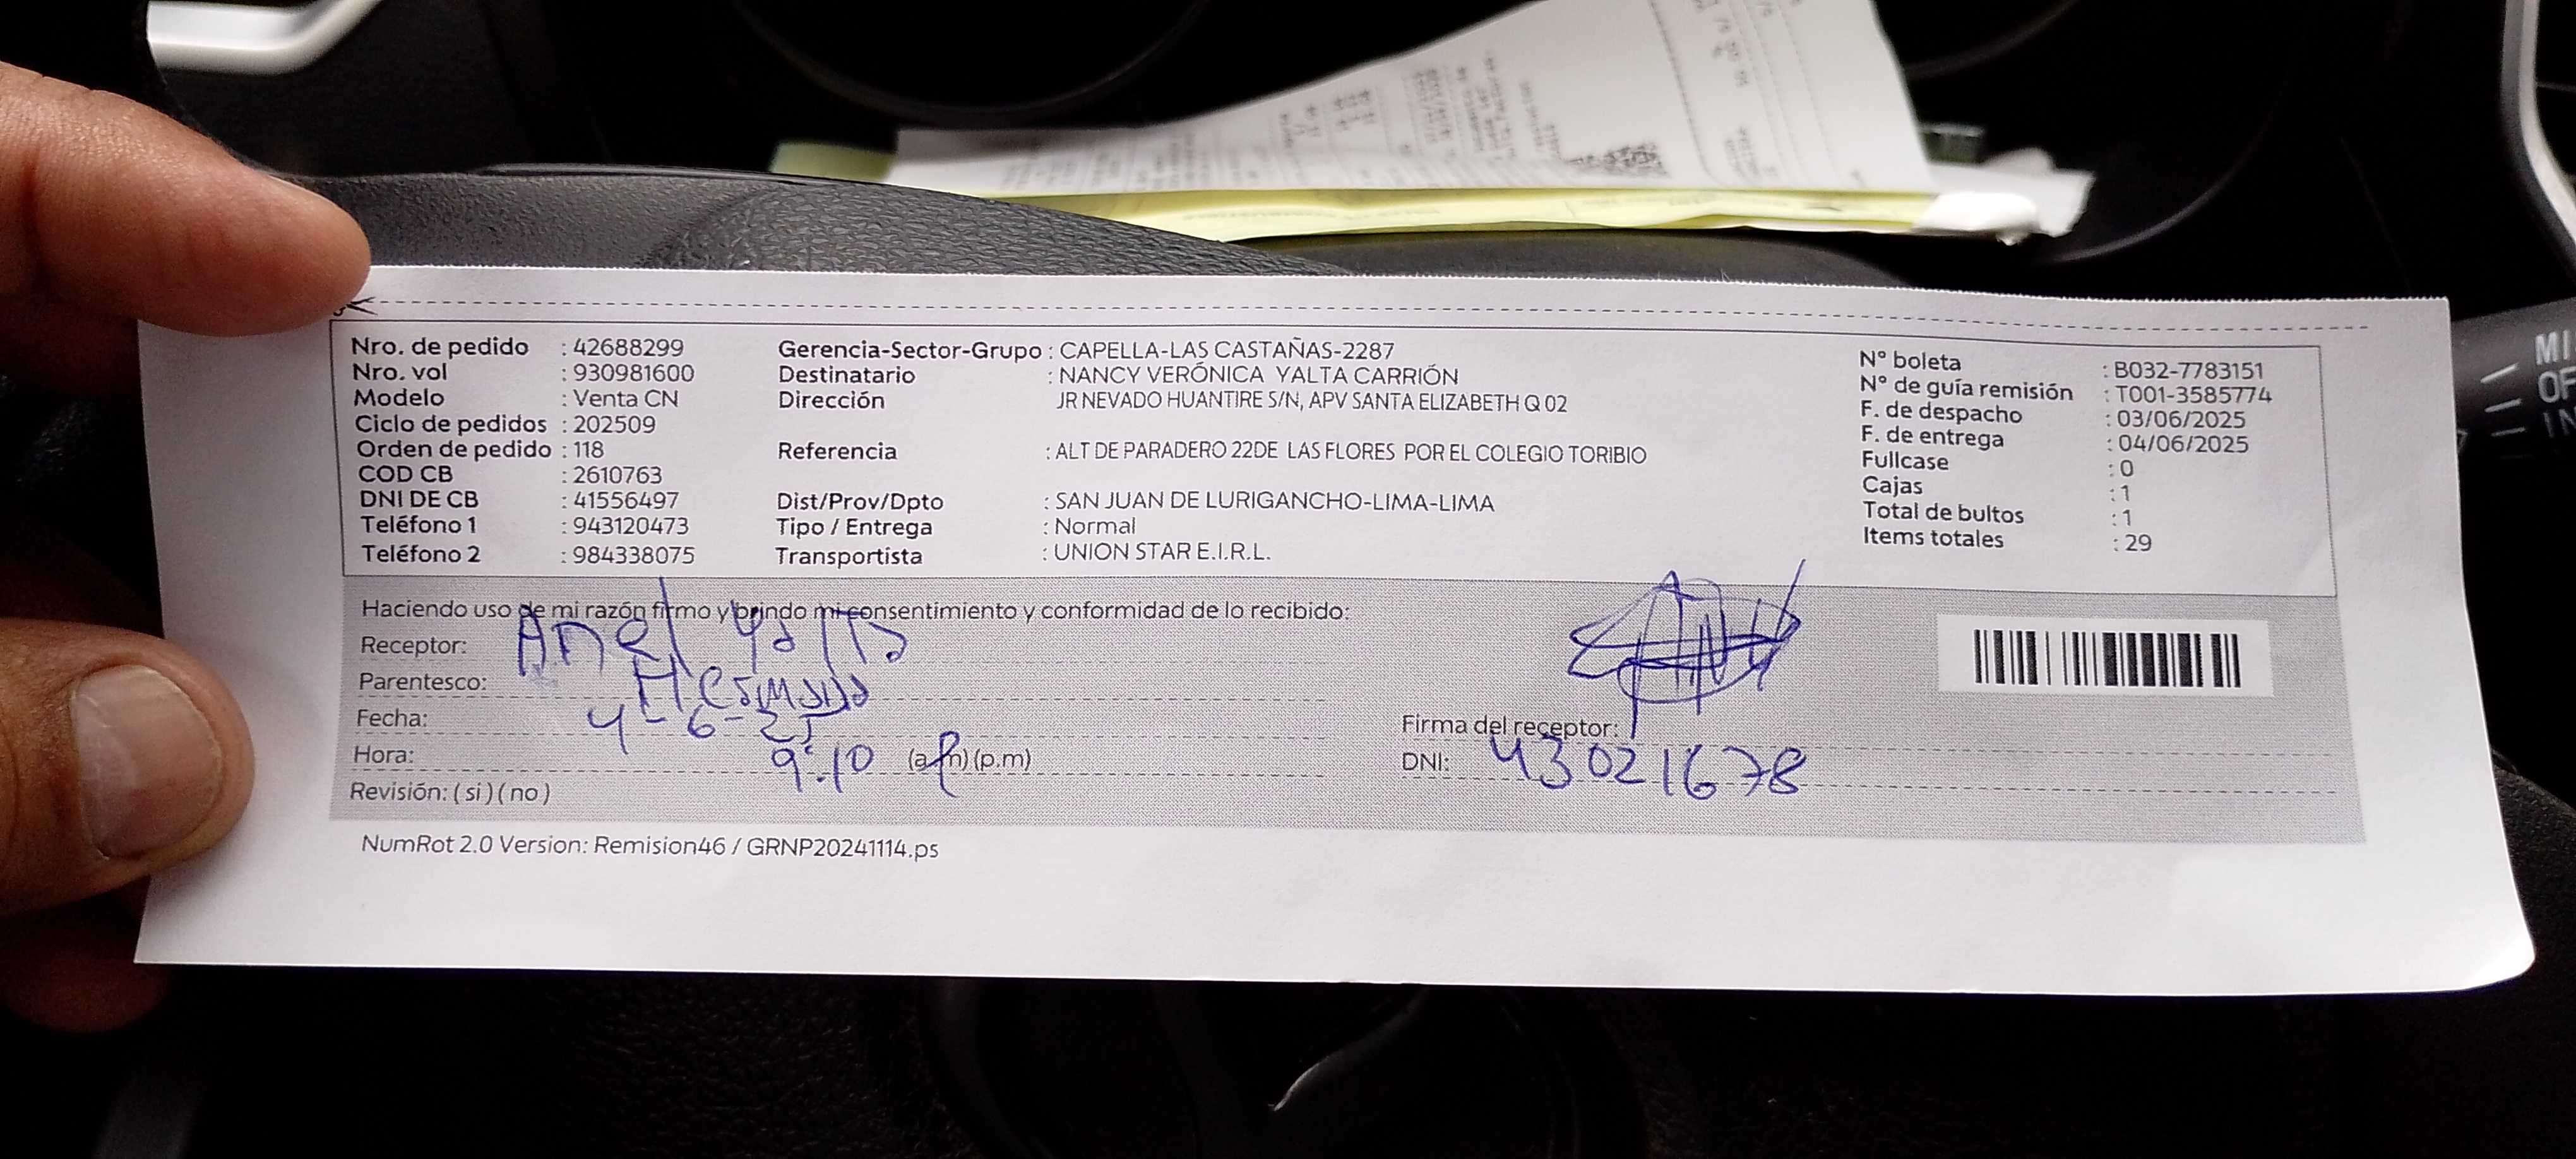 Nro. de pedido : 42688299
Nro. vol : 930981600
Modelo : Venta CN
Ciclo de pedidos : 202509
Orden de pedido : 118
COD CB : 2610763
DNI DE CB : 41556497
Teléfono 1 : 943120473
Teléfono 2 : 984338075
Gerencia-Sector-Grupo : CAPELLA-LAS CASTAÑAS-2287
Destinatario : NANCY VERÓNICA YALTA CARRIÓN
Dirección JR NEVADO HUANTIRE S/N, APV SANTA ELIZABETH Q 02
Referencia : ALT DE PARADERO 22DE LAS FLORES POR EL COLEGIO TORIBIO
Dist/Prov/Dpto : SAN JUAN DE LURIGANCHO-LIMA-LIMA
Tipo / Entrega : Normal
Transportista : UNION STAR E.I.R.L.
N° boleta : B032-7783151
N° de guía remisión : T001-3585774
F. de despacho : 03/06/2025
F. de entrega : 04/06/2025
Fullcase : 0
Cajas : 1
Total de bultos : 1
Items totales : 29
Haciendo uso de mi razón firmo y brindo mi consentimiento y conformidad de lo recibido:
Receptor: Anel Yalta
Parentesco: Hermana
Fecha: 4-6-25
Hora: 9:10 (a.m) (p.m)
Revisión: ( si ) ( no )
Firma del receptor:
DNI: 43021678
NumRot 2.0 Version: Remision46 / GRNP20241114.ps